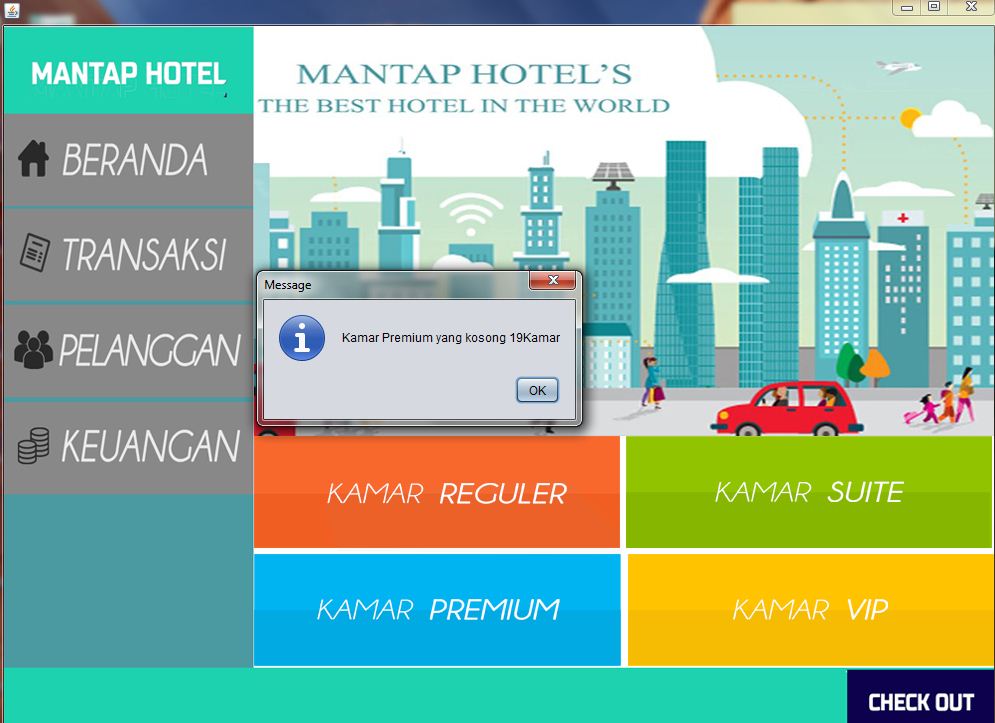 MANTAP HOTEL
MANTAP HOTEL'S
THE BEST HOTEL IN THE WORLD
BERANDA
TRANSAKSI
PELANGGAN
KEUANGAN
Message
Kamar Premium yang kosong 19Kamar
OK
KAMAR REGULER
KAMAR SUITE
KAMAR PREMIUM
KAMAR VIP
CHECK OUT